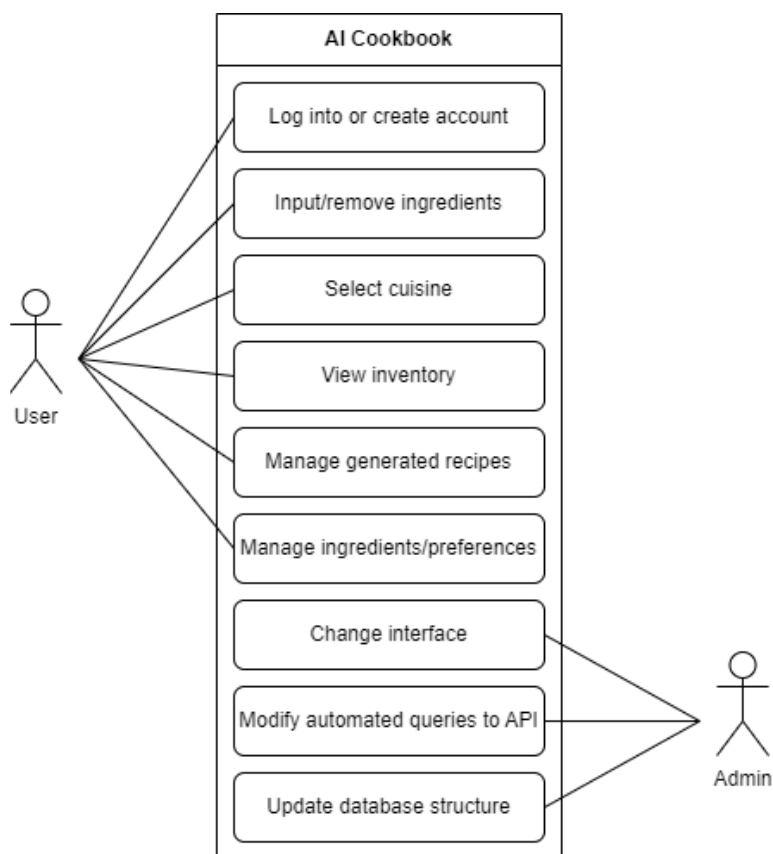 AI Cookbook
Log into or create account
Input/remove ingredients
Select cuisine
View inventory
User
Manage generated recipes
Manage ingredients/preferences
Change interface
Modify automated queries to API
Admin
Update database structure